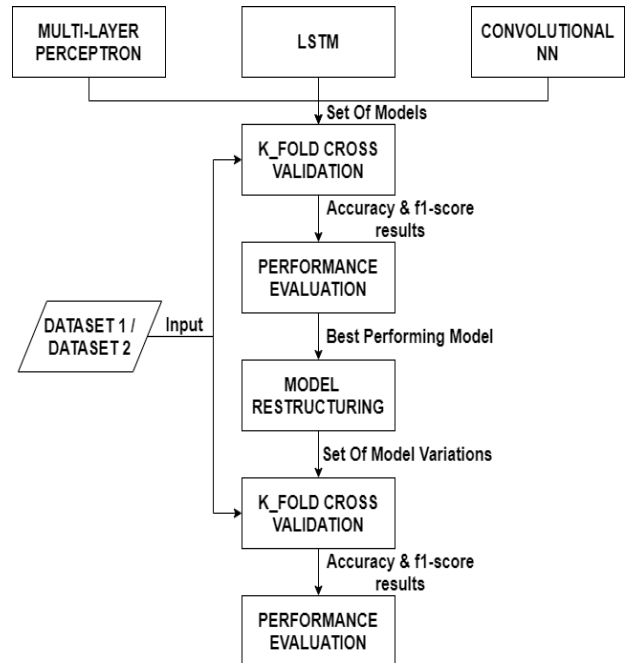 MULTI-LAYER
PERCEPTRON
LSTM
CONVOLUTIONAL
NN
Set Of Models
K_FOLD CROSS
VALIDATION
Accuracy & f1-score
results
PERFORMANCE
EVALUATION
DATASET 1 /
DATASET 2
Input
Best Performing Model
MODEL
RESTRUCTURING
Set Of Model Variations
K_FOLD CROSS
VALIDATION
Accuracy & f1-score
results
PERFORMANCE
EVALUATION